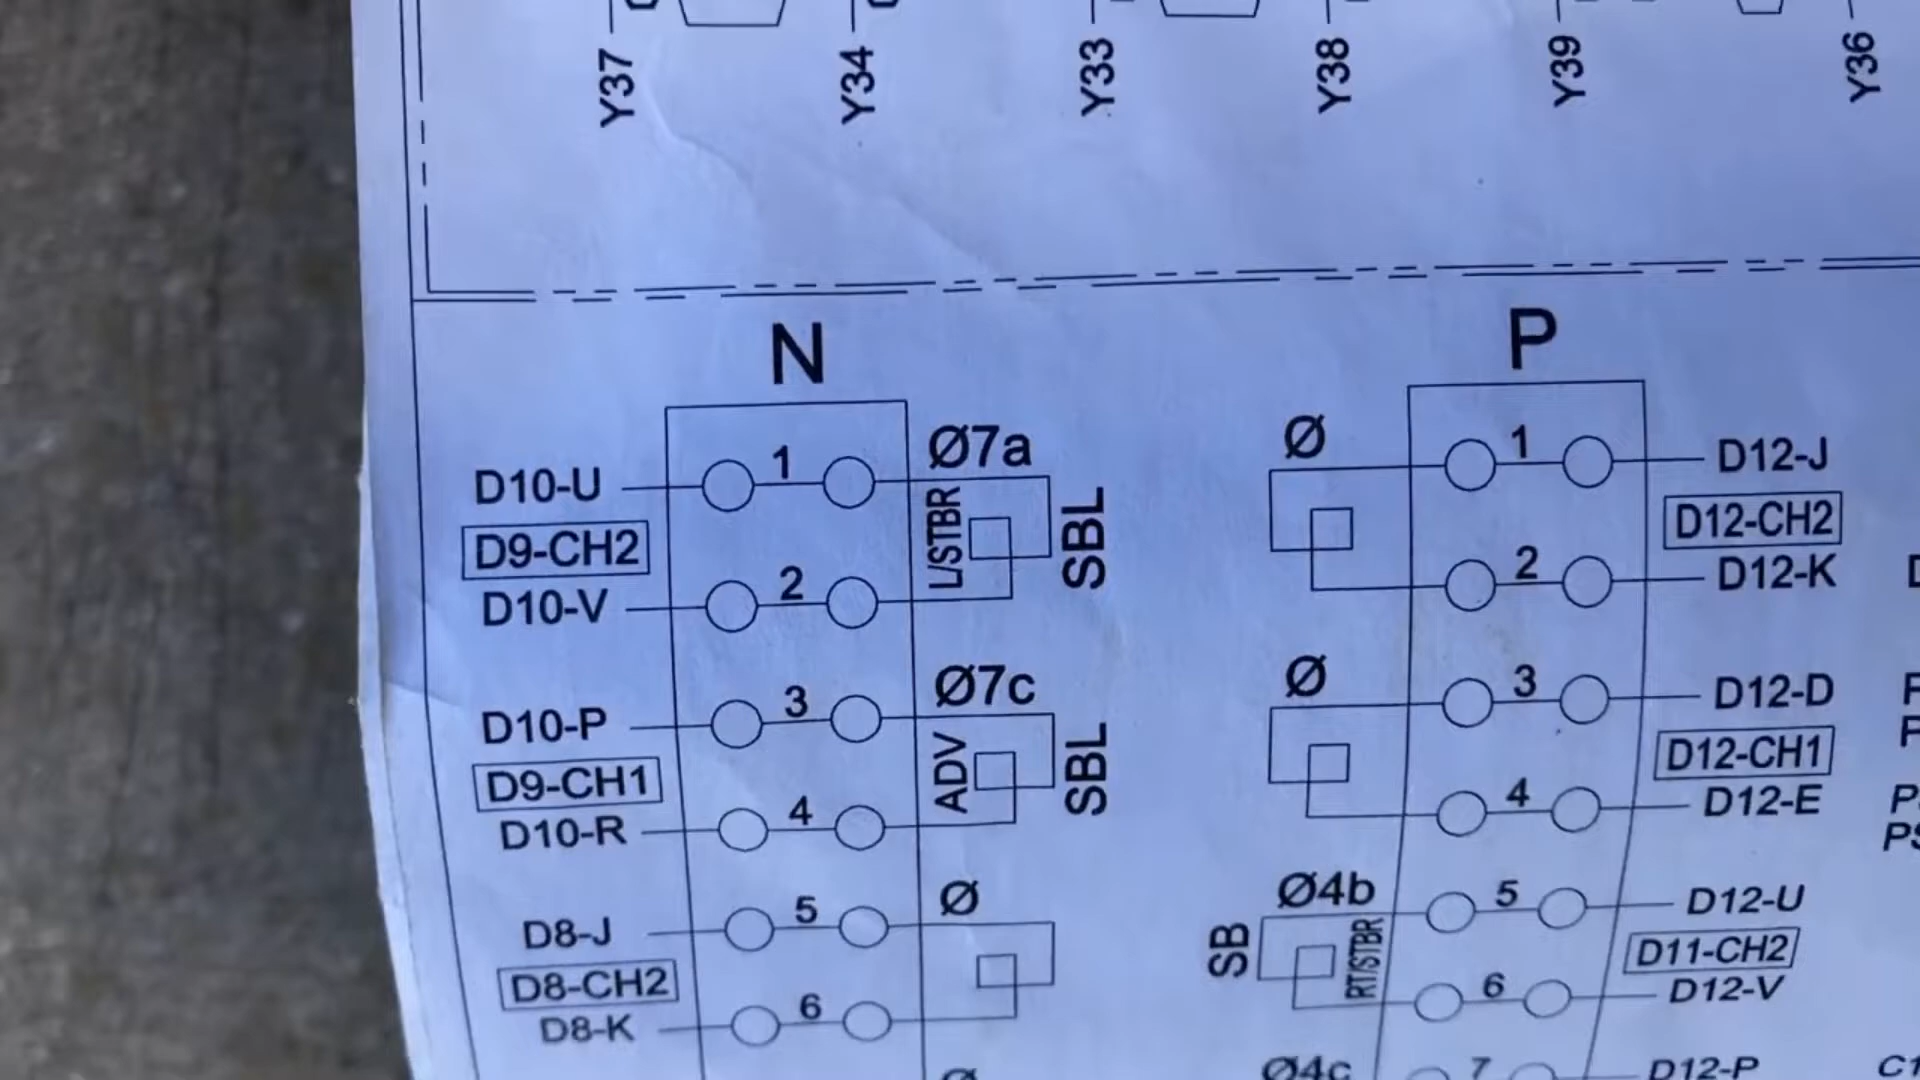 Y37 Y34 Y33 Y38 Y39 Y36
N
1 Ø7a
D10-U
D9-CH2 L/STBR SBL
2
D10-V
3 Ø7c
D10-P
D9-CH1 ADV SBL
4
D10-R
5 Ø
D8-J
D8-CH2
6
D8-K
P
Ø 1 D12-J
D12-CH2
2 D12-K
Ø 3 D12-D
D12-CH1
4 D12-E
Ø4b 5 D12-U
SB RT/STBR D11-CH2
6 D12-V
Ø4c 7 D12-P